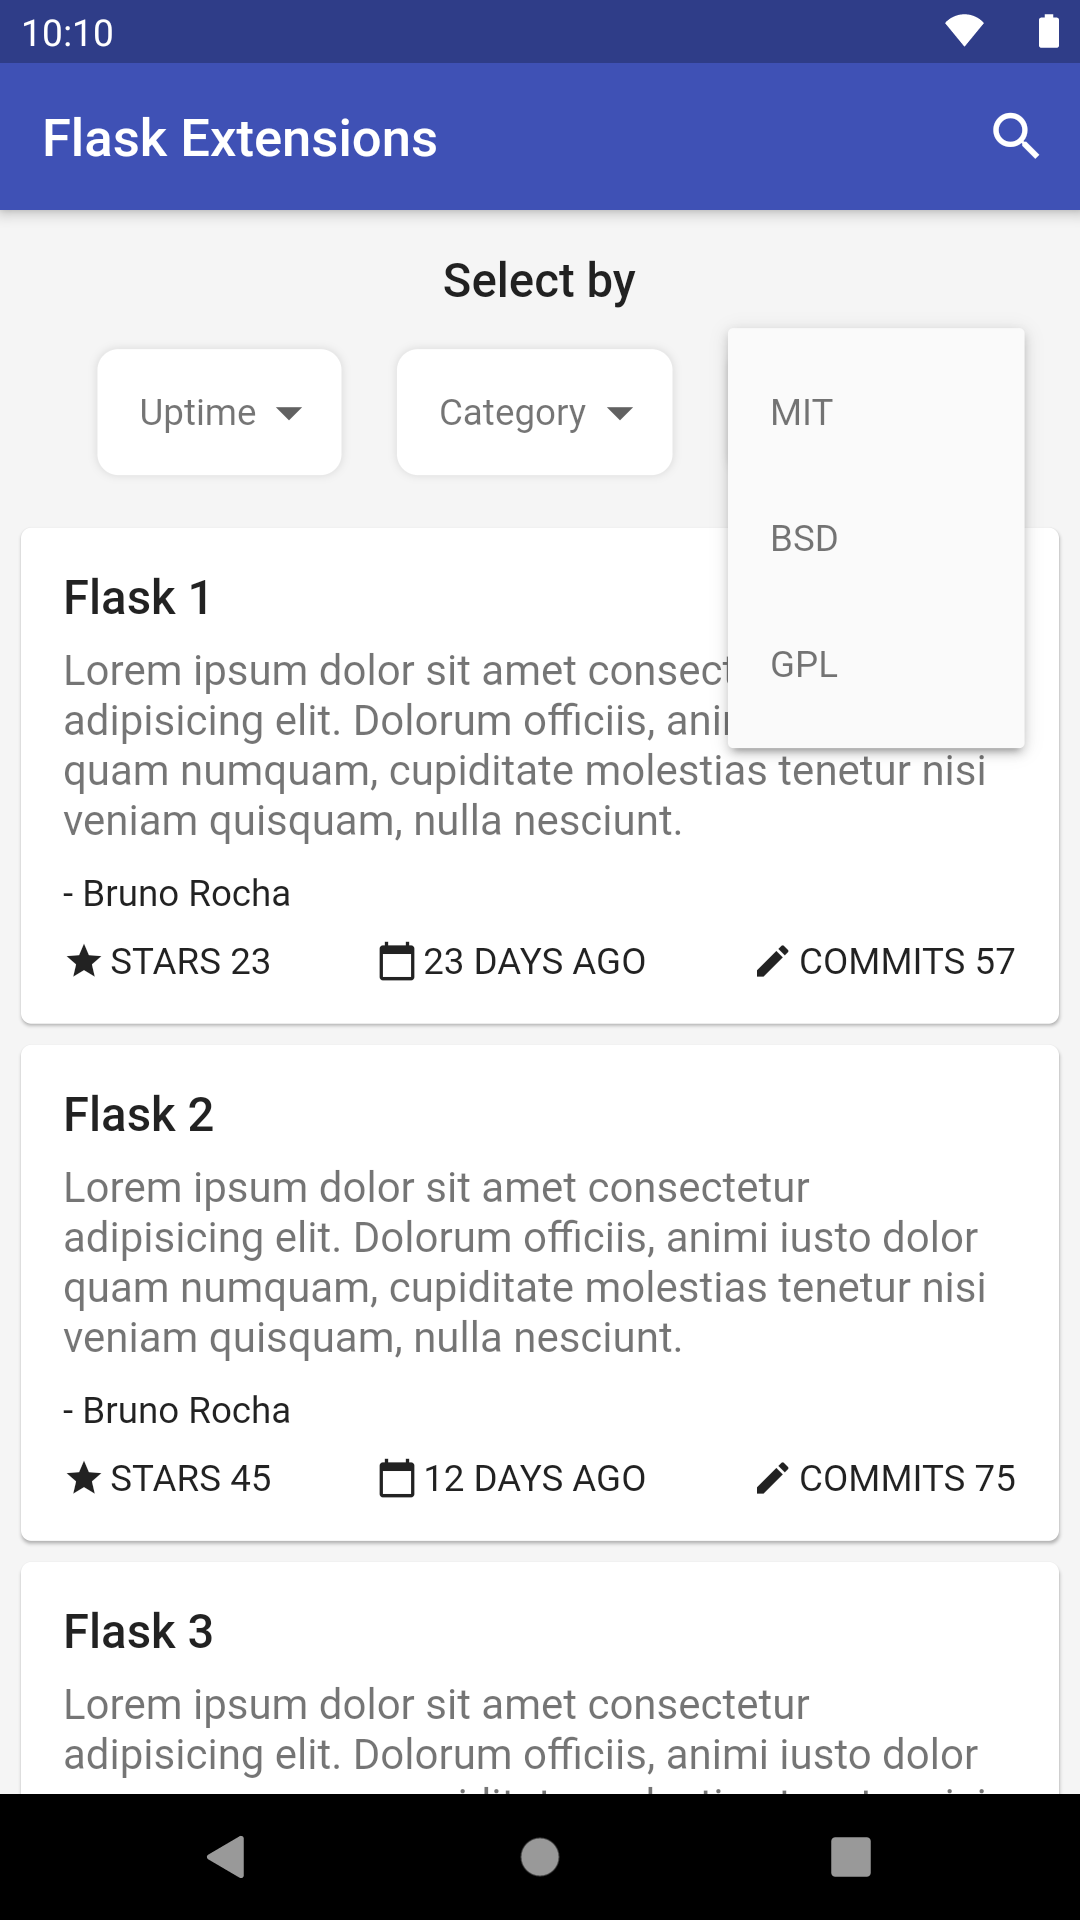 10:10
Flask Extensions
Select by
Uptime
Category
MIT
BSD
GPL
Flask 1
Lorem ipsum dolor sit amet consect
adipisicing elit. Dolorum officiis, ani
quam numquam, cupiditate molestias tenetur nisi
veniam quisquam, nulla nesciunt.
- Bruno Rocha
STARS 23
23 DAYS AGO
COMMITS 57
Flask 2
Lorem ipsum dolor sit amet consectetur
adipisicing elit. Dolorum officiis, animi iusto dolor
quam numquam, cupiditate molestias tenetur nisi
veniam quisquam, nulla nesciunt.
- Bruno Rocha
STARS 45
12 DAYS AGO
COMMITS 75
Flask 3
Lorem ipsum dolor sit amet consectetur
adipisicing elit. Dolorum officiis, animi iusto dolor